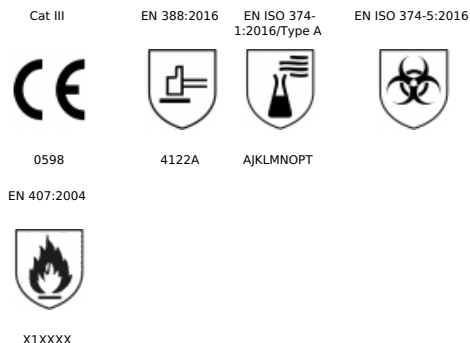 Cat III
EN 388:2016
EN ISO 374-
1:2016/Type A
EN ISO 374-5:2016
CE
0598
4122A
AJKLMNOPT
EN 407:2004
X1XXXX